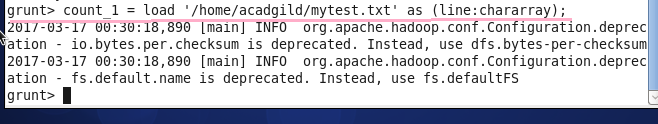 grunt> count_1 = load '/home/acadgild/mytest.txt' as (line:chararray);
2017-03-17 00:30:18,890 [main] INFO  org.apache.hadoop.conf.Configuration.deprec
ation - io.bytes.per.checksum is deprecated. Instead, use dfs.bytes-per-checksum
2017-03-17 00:30:18,890 [main] INFO  org.apache.hadoop.conf.Configuration.deprec
ation - fs.default.name is deprecated. Instead, use fs.defaultFS
grunt>